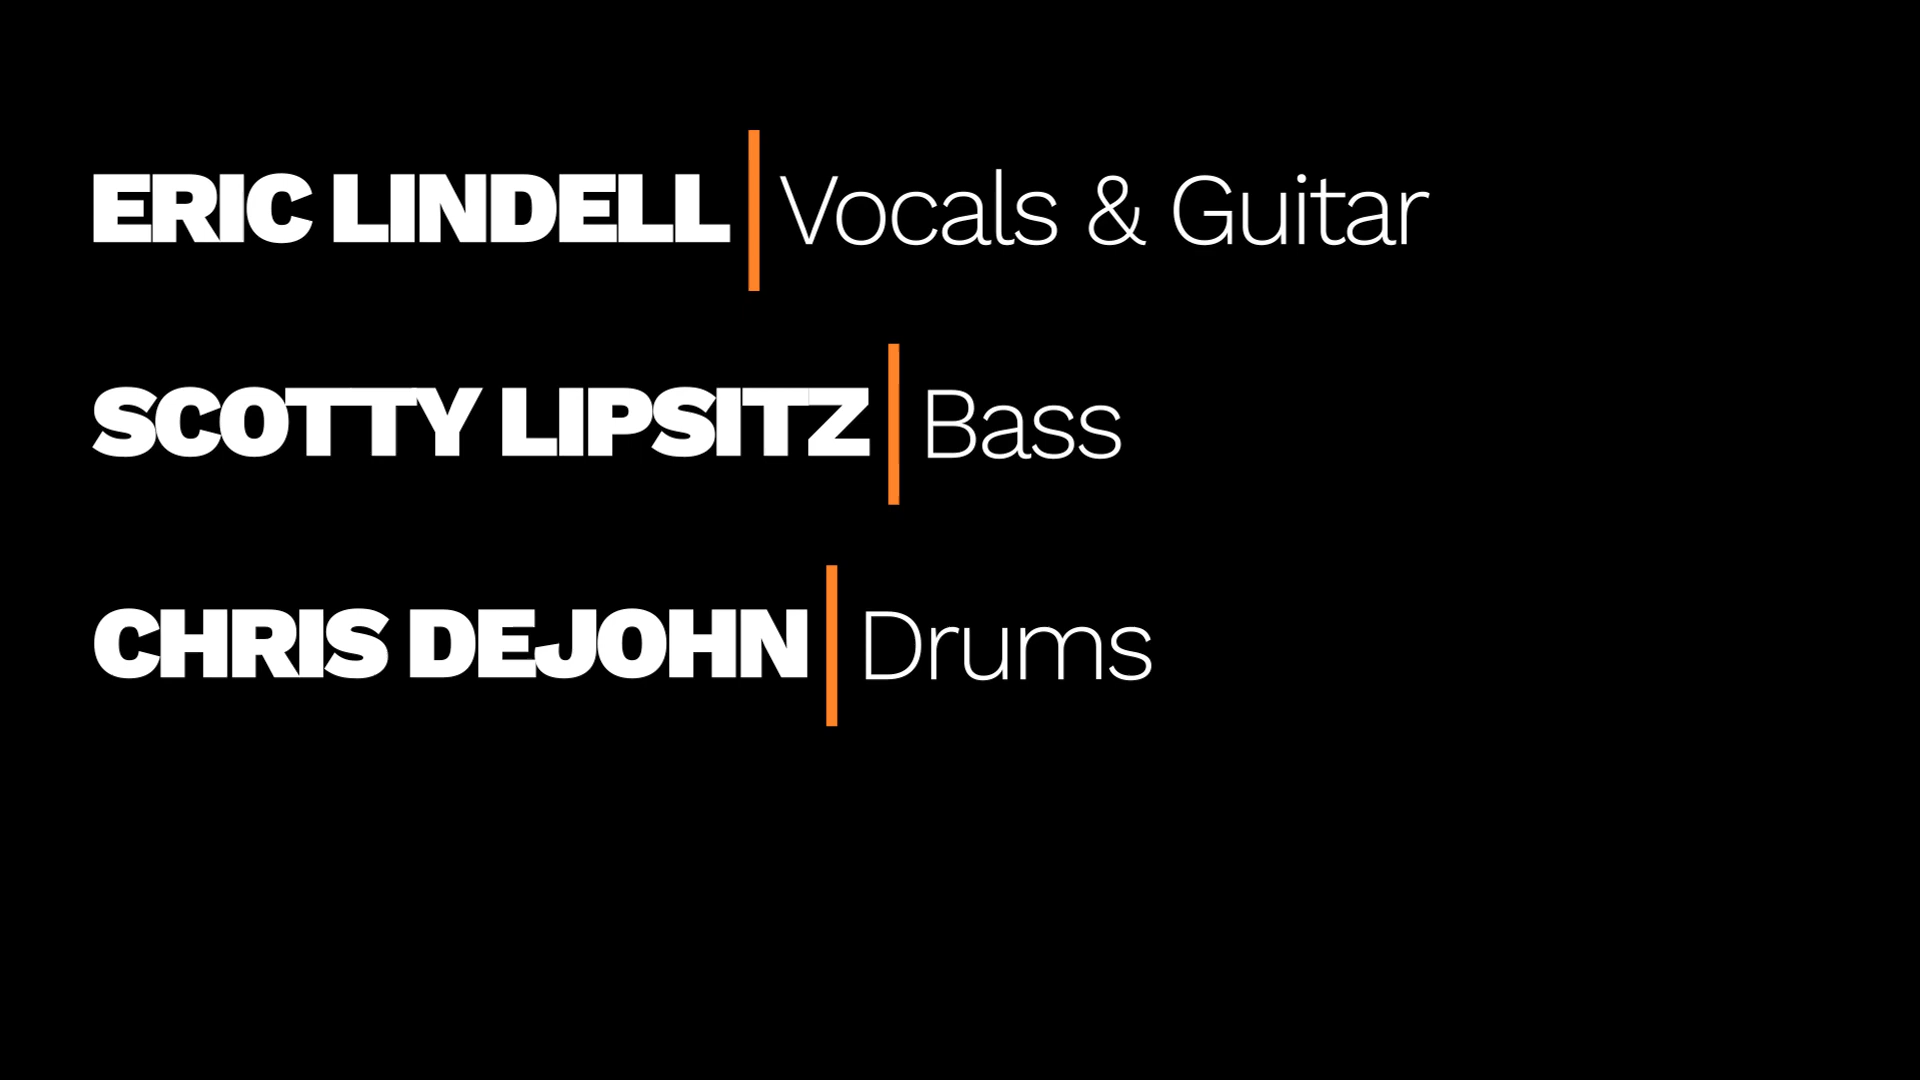 ERIC LINDELL Vocals & Guitar
SCOTTY LIPSITZ Bass
CHRIS DEJOHN Drums